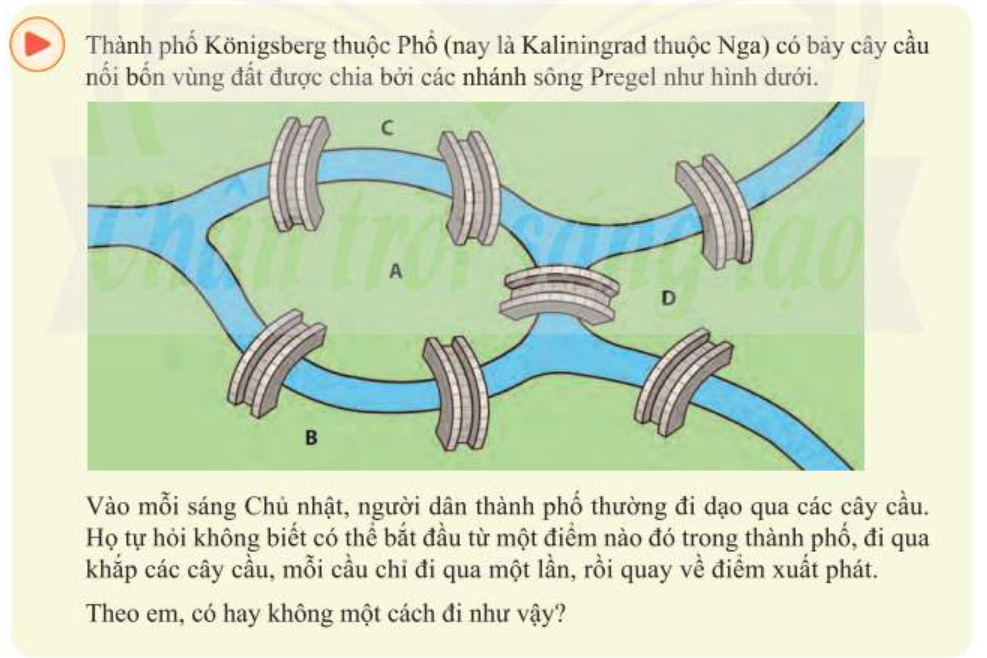 Thành phố Königsberg thuộc Phổ (nay là Kaliningrad thuộc Nga) có bảy cây cầu
nối bốn vùng đất được chia bởi các nhánh sông Pregel như hình dưới.
C
A
D
B
Chân trời sáng tạo
Vào mỗi sáng Chủ nhật, người dân thành phố thường đi dạo qua các cây cầu.
Họ tự hỏi không biết có thể bắt đầu từ một điểm nào đó trong thành phố, đi qua
khắp các cây cầu, mỗi cầu chỉ đi qua một lần, rồi quay về điểm xuất phát.
Theo em, có hay không một cách đi như vậy?